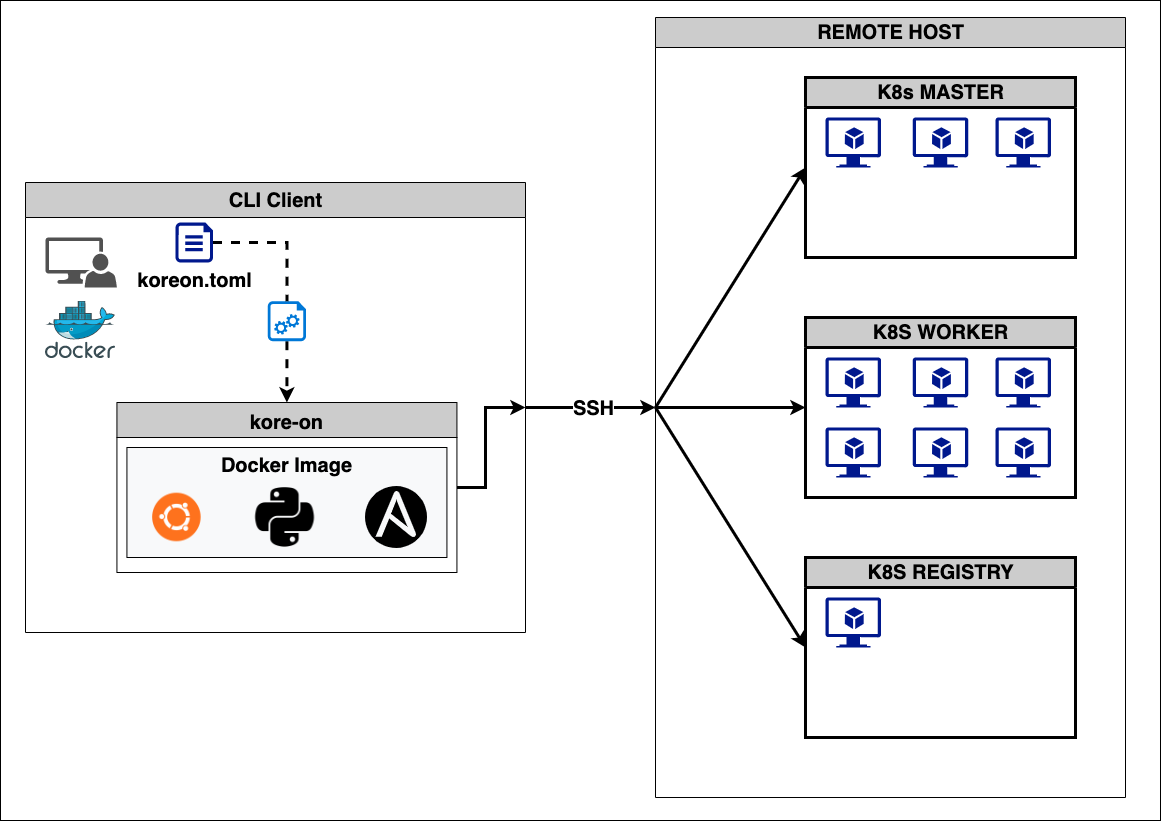 REMOTE HOST
K8s MASTER
CLI Client
koreon.toml
docker
K8S WORKER
kore-on
SSH
Docker Image
K8S REGISTRY